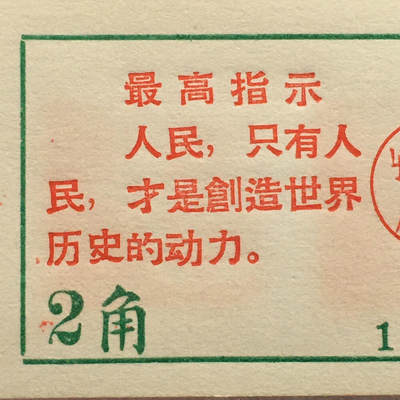 最高指示
人民，只有人
民，才是創造世界
历史的动力。
2角
1